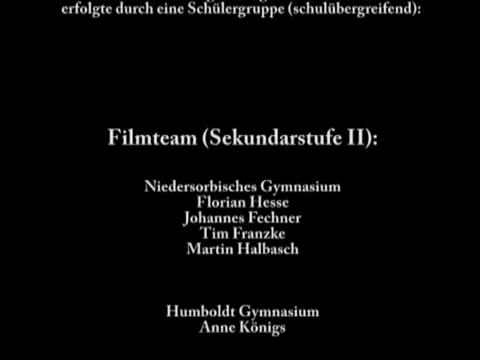 erfolgte durch eine Schülergruppe (schulübergreifend):
Filmteam (Sekundarstufe II):
Niedersorbisches Gymnasium
Florian Hesse
Johannes Fechner
Tim Franzke
Martin Halbasch
Humboldt Gymnasium
Anne Königs